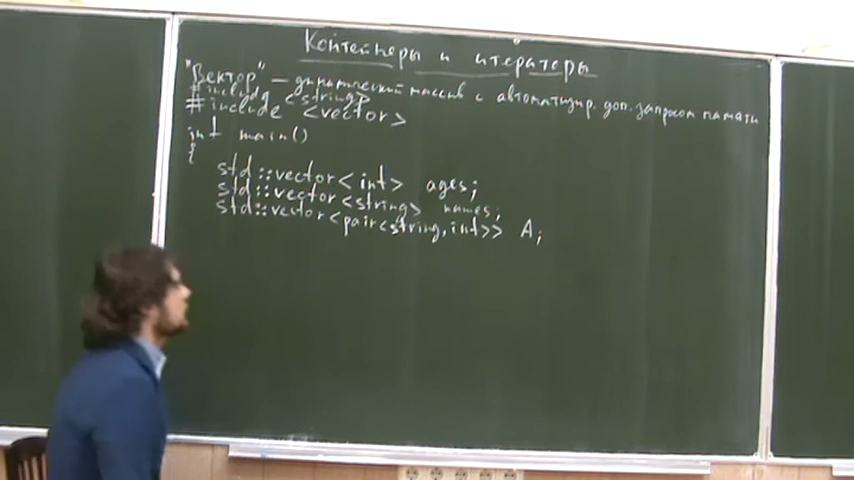 Контейнеры и итераторы
"Вектор" — динамический массив с автоматизир. доп. запросом памяти
#include <string>
#include <vector>
int main()
{
std::vector<int> ages;
std::vector<string> names;
std::vector<pair<string,int>> A;